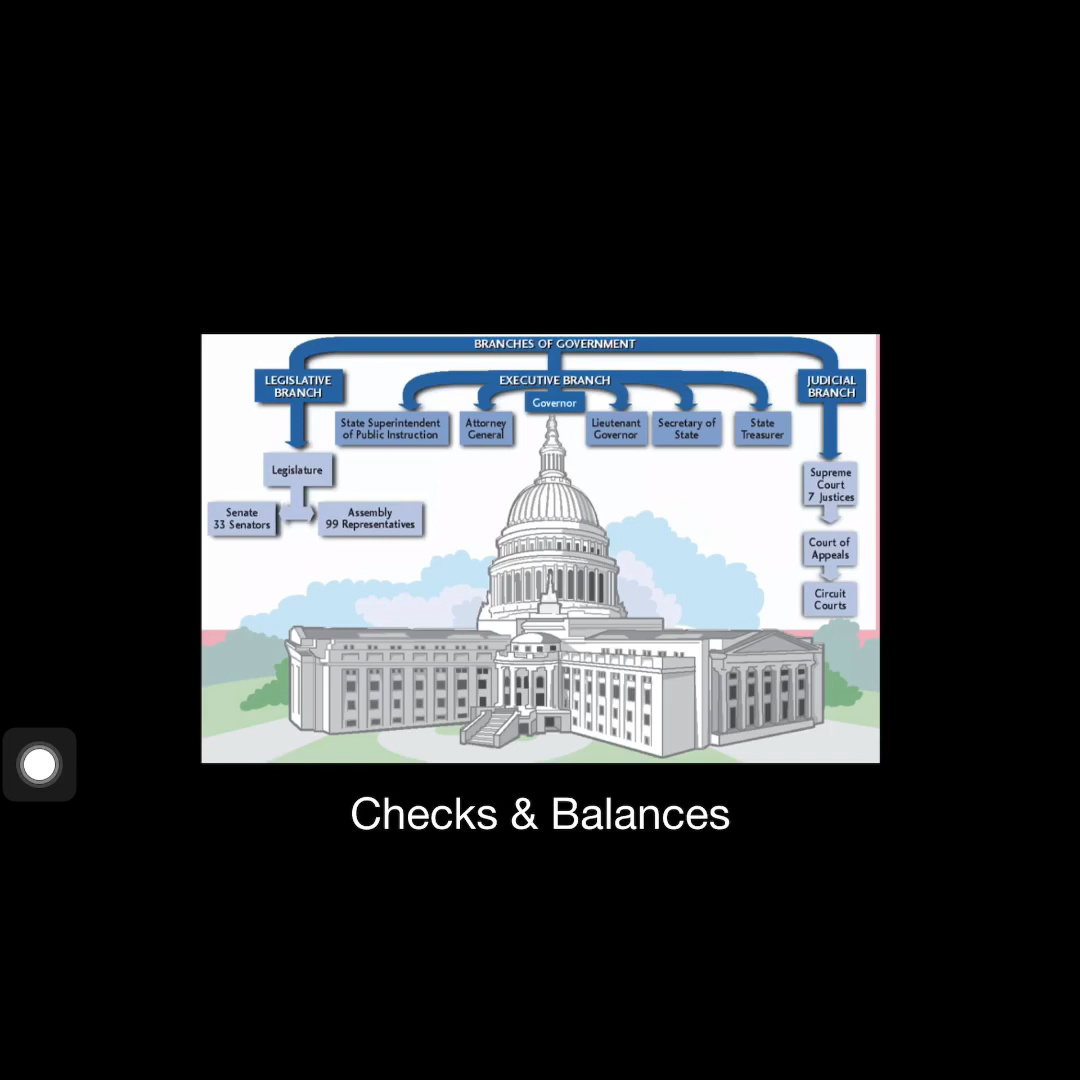 BRANCHES OF GOVERNMENT
LEGISLATIVE
BRANCH
EXECUTIVE BRANCH
JUDICIAL
BRANCH
Governor
State Superintendent
of Public Instruction
Attorney
General
Lieutenant
Governor
Secretary of
State
State
Treasurer
Legislature
Senate
33 Senators
Assembly
99 Representatives
Supreme
Court
7 Justices
Court of
Appeals
Circuit
Courts
Checks & Balances